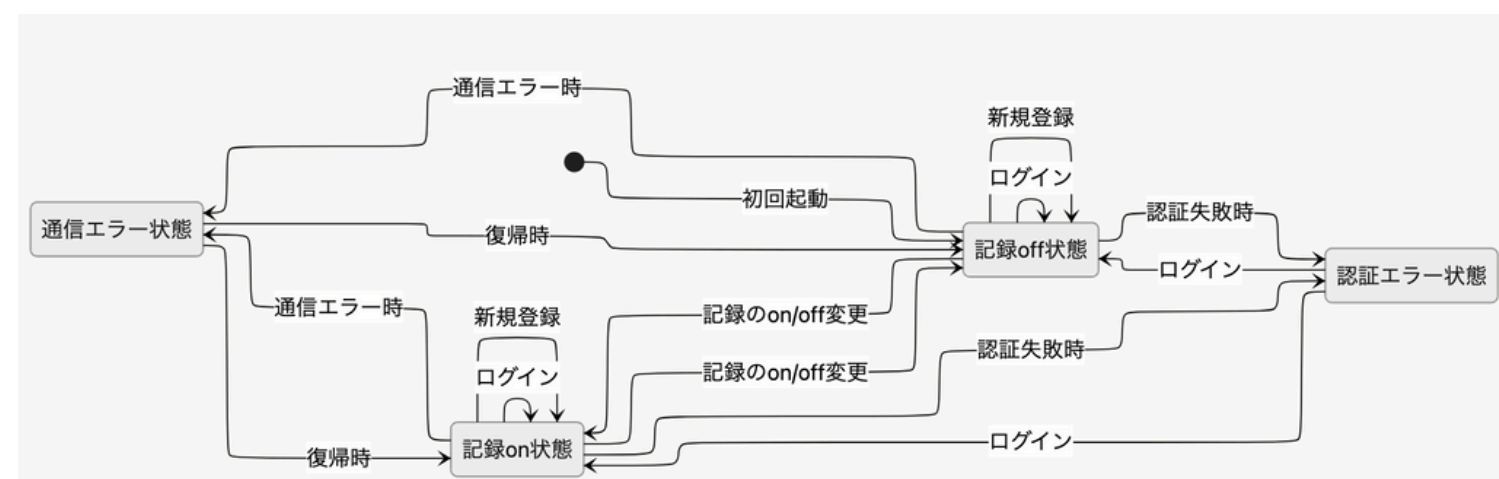 通信エラー時
新規登録
ログイン
初回起動
認証失敗時
通信エラー状態
復帰時
記録off状態
ログイン
認証エラー状態
通信エラー時
新規登録
記録のon/off変更
認証失敗時
ログイン
記録のon/off変更
ログイン
記録on状態
復帰時